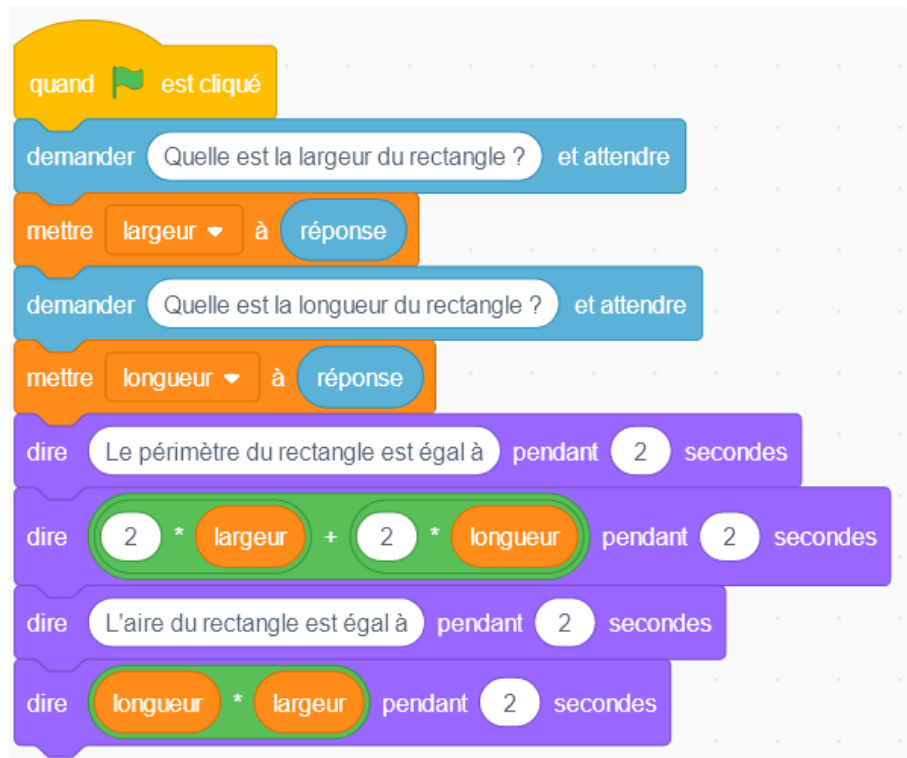 quand est cliqué
demander Quelle est la largeur du rectangle ? et attendre
mettre largeur à réponse
demander Quelle est la longueur du rectangle ? et attendre
mettre longueur à réponse
dire Le périmètre du rectangle est égal à pendant 2 secondes
dire 2 * largeur + 2 * longueur pendant 2 secondes
dire L'aire du rectangle est égal à pendant 2 secondes
dire longueur * largeur pendant 2 secondes